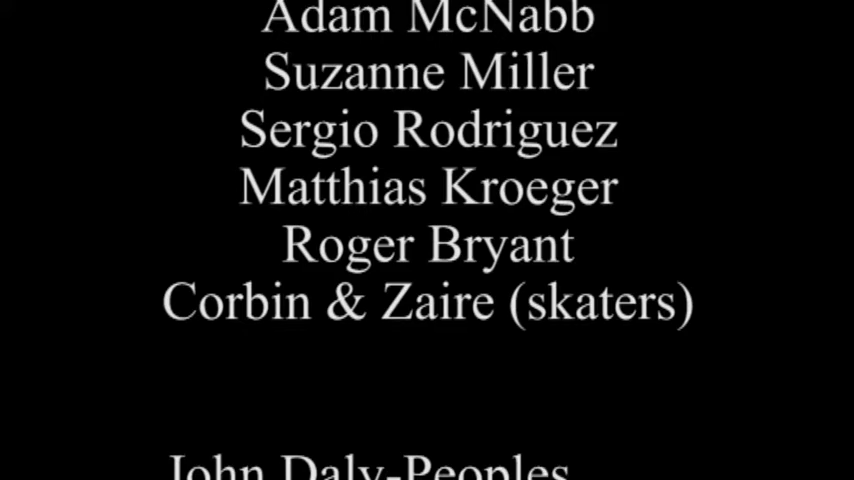 Adam McNabb
Suzanne Miller
Sergio Rodriguez
Matthias Kroeger
Roger Bryant
Corbin & Zaire (skaters)
John Daly-Peoples